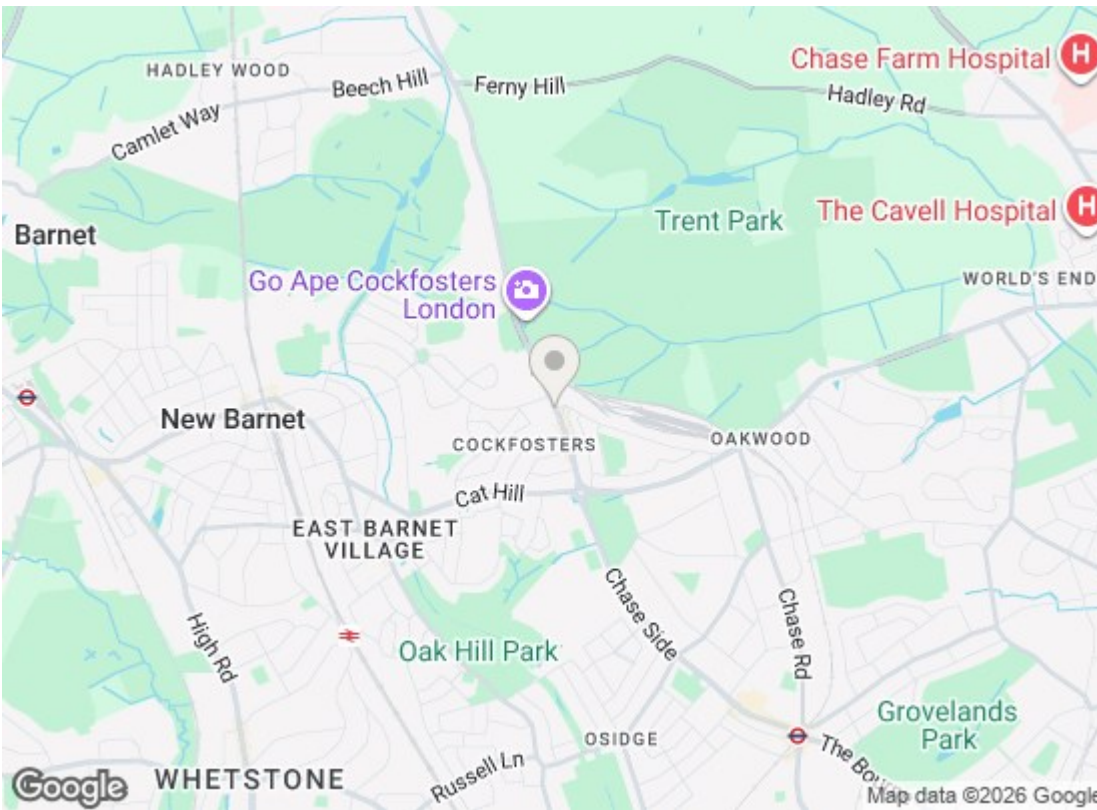 HADLEY WOOD
Beech Hill
Ferny Hill
Chase Farm Hospital
H
Hadley Rd
Camlet Way
Barnet
Trent Park
The Cavell Hospital
H
Go Ape Cockfosters
London
WORLD'S END
New Barnet
COCKFOSTERS
OAKWOOD
Cat Hill
EAST BARNET
VILLAGE
Chase Side
Chase Rd
High Rd
Oak Hill Park
Grovelands
Park
OSIDGE
Russell Ln
The
WHETSTONE
Google
Map data ©2026 Google